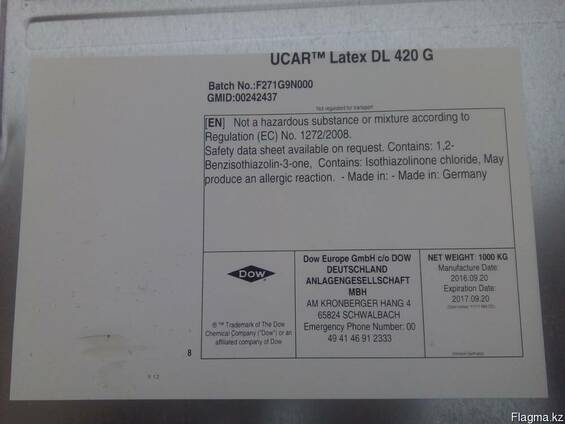 UCAR™ Latex DL 420 G
Batch No.:F271G9N000
GMID:00242437
Not regulated for transport
[EN] Not a hazardous substance or mixture according to
Regulation (EC) No. 1272/2008.
Safety data sheet available on request. Contains: 1,2-
Benzisothiazolin-3-one, Contains: Isothiazolinone chloride, May
produce an allergic reaction. - Made in: - Made in: Germany
Dow
® ™ Trademark of The Dow
Chemical Company ("Dow") or an
affiliated company of Dow
Dow Europe GmbH c/o DOW
DEUTSCHLAND
ANLAGENGESELLSCHAFT
MBH
AM KRONBERGER HANG 4
65824 SCHWALBACH
Emergency Phone Number: 00
49 41 46 91 2333
NET WEIGHT: 1000 KG
Manufacture Date:
2016.09.20
Expiration Date:
2017.09.20
8
V 1.2
Flagma.kz